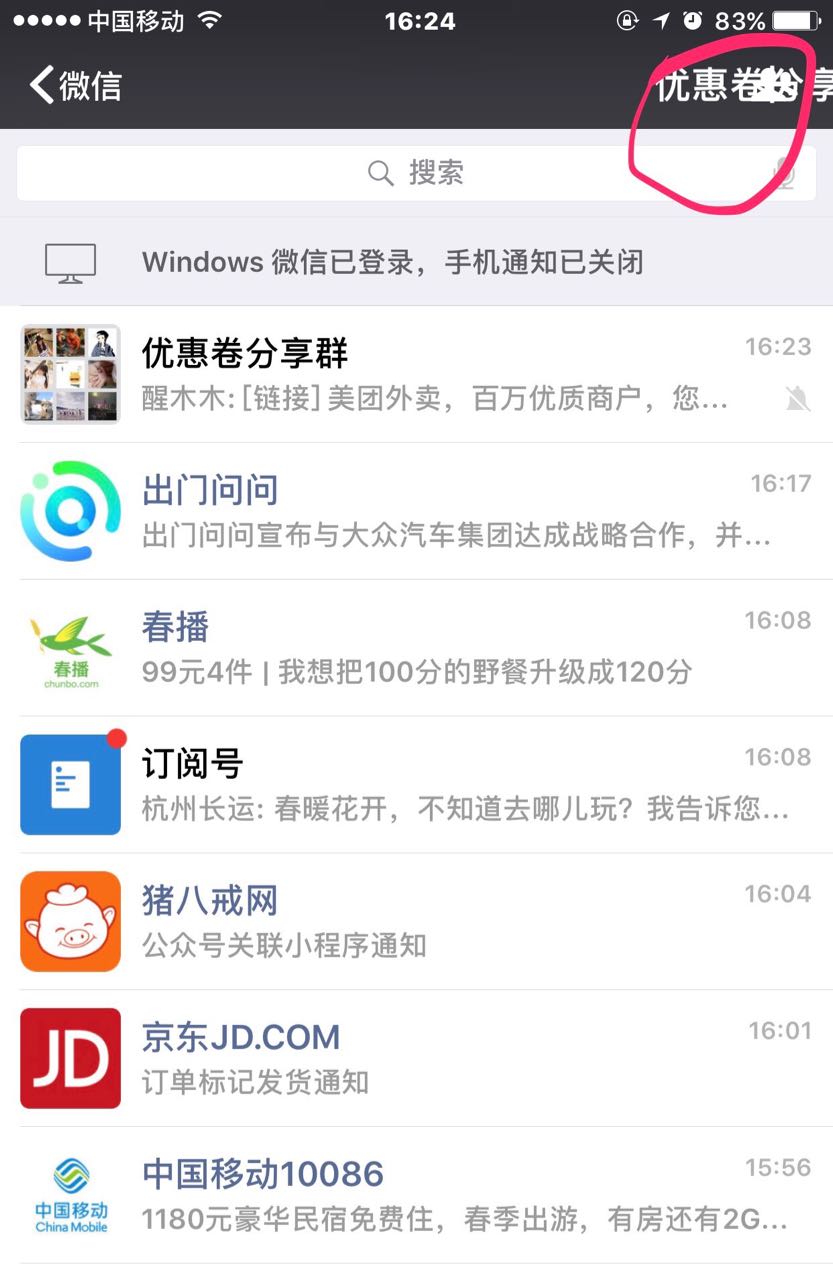 中国移动 16:24 83%
微信 优惠卷分享
搜索
Windows 微信已登录，手机通知已关闭
优惠卷分享群 16:23
醒木木: [链接] 美团外卖，百万优质商户，您...
出门问问 16:17
出门问问宣布与大众汽车集团达成战略合作，并...
春播 16:08
春播
chunbo.com
99元4件 | 我想把100分的野餐升级成120分
订阅号 16:08
杭州长运: 春暖花开，不知道去哪儿玩？我告诉您...
猪八戒网 16:04
公众号关联小程序通知
JD
京东JD.COM 16:01
订单标记发货通知
中国移动10086 15:56
中国移动
China Mobile
1180元豪华民宿免费住，春季出游，有房还有2G...